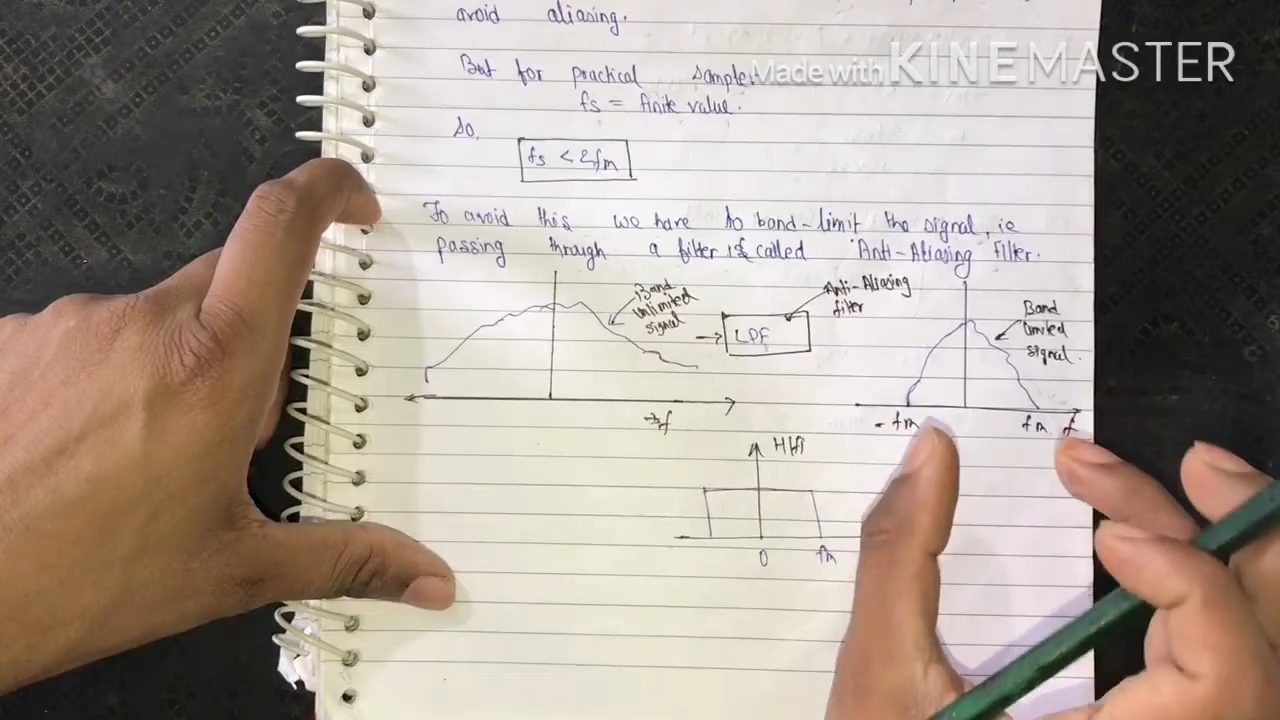 avoid aliasing.
Made with KINEMASTER
But for practical sample.
fs = finite value.
So,
fs < 2fm
To avoid this we have to band-limit the signal, ie
passing through a filter is called Anti-Aliasing Filter.
Band
unlimited
signal
LPF
Anti-Aliasing
filter
Band
limited
signal.
f
-fm
fm
f
H(f)
0
fm